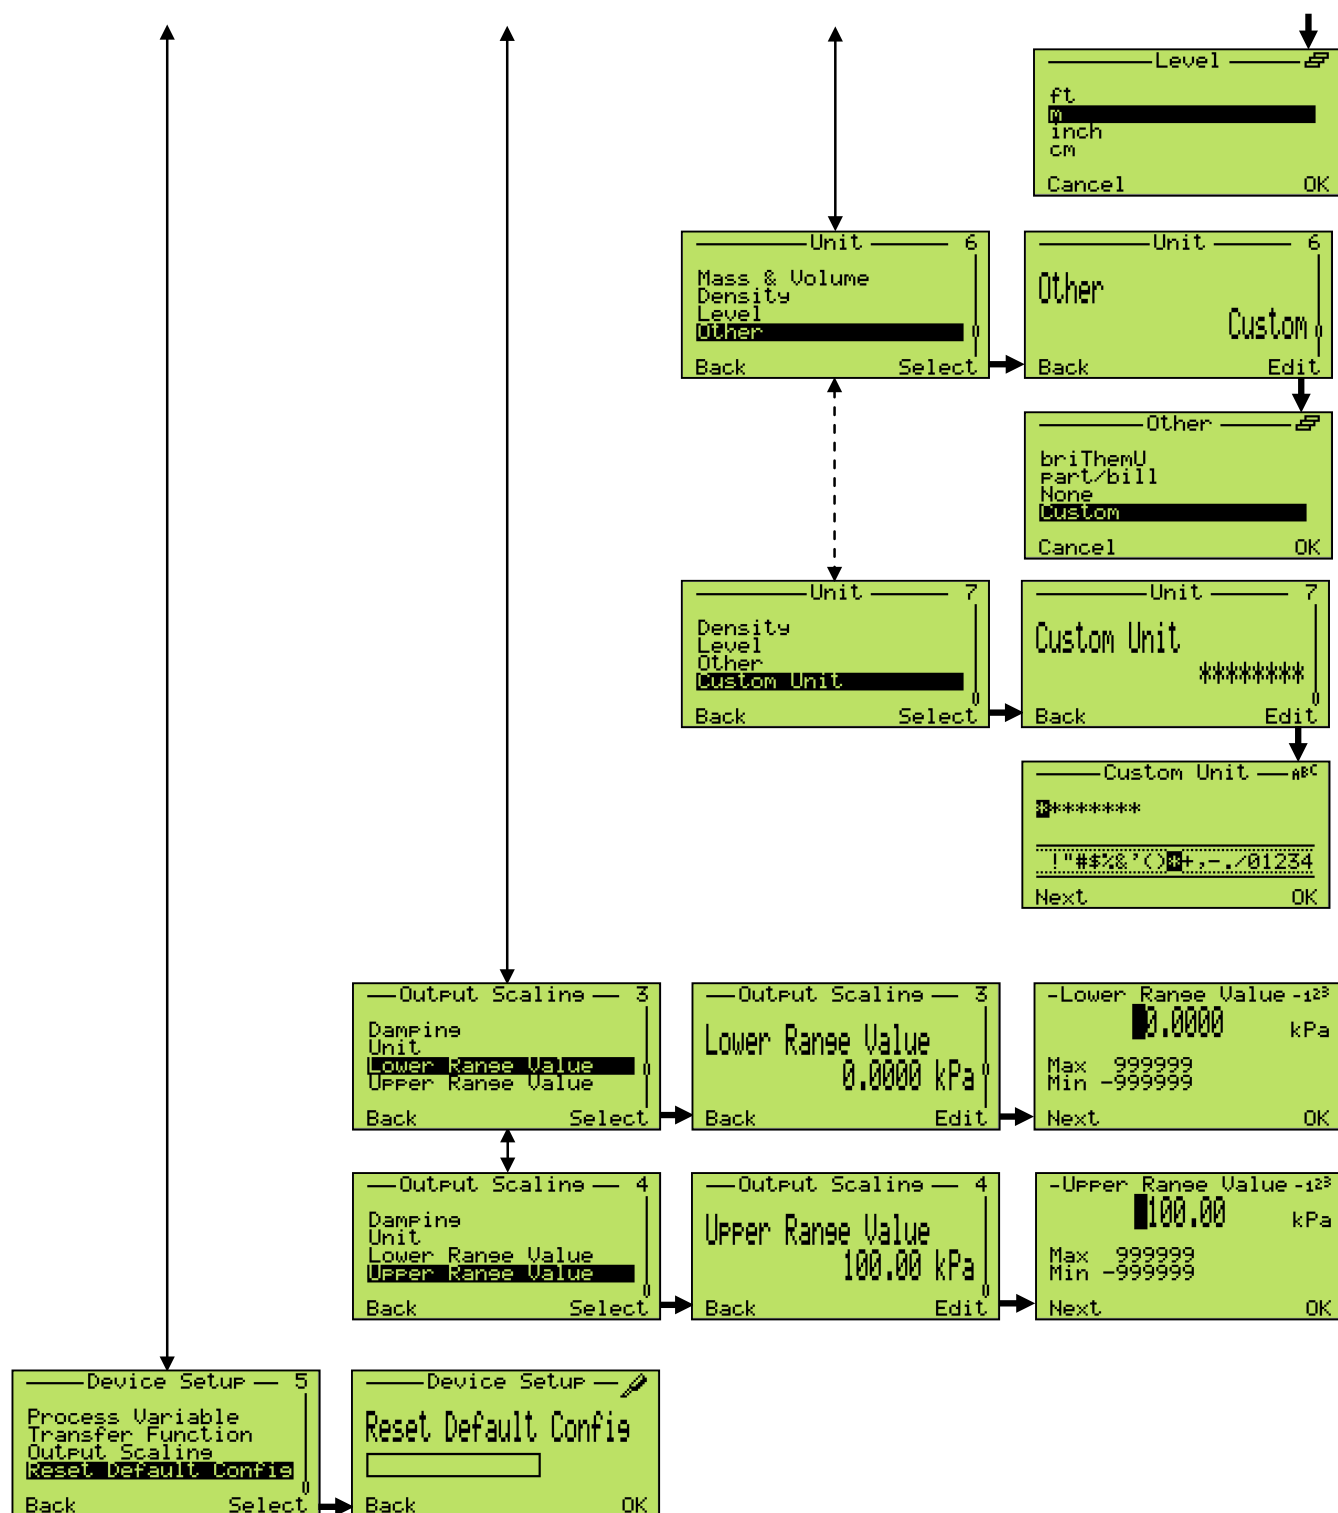 Level
ft
m
inch
cm
Cancel OK
Unit 6
Mass & Volume
Density
Level
Other
Back Select
Unit 6
Other
Custom
Back Edit
Other
briThemU
part/bill
None
Custom
Cancel OK
Unit 7
Density
Level
Other
Custom Unit
Back Select
Unit 7
Custom Unit
********
Back Edit
Custom Unit ABC
********
!"#$%&'()*+,-./01234
Next OK
Output Scaling 3
Damping
Unit
Lower Range Value
Upper Range Value
Back Select
Output Scaling 3
Lower Range Value
0.0000 kPa
Back Edit
-Lower Range Value -123
0.0000 kPa
Max 999999
Min -999999
Next OK
Output Scaling 4
Damping
Unit
Lower Range Value
Upper Range Value
Back Select
Output Scaling 4
Upper Range Value
100.00 kPa
Back Edit
-Upper Range Value -123
100.00 kPa
Max 999999
Min -999999
Next OK
Device Setup 5
Process Variable
Transfer Function
Output Scaling
Reset Default Config
Back Select
Device Setup
Reset Default Config
Back OK